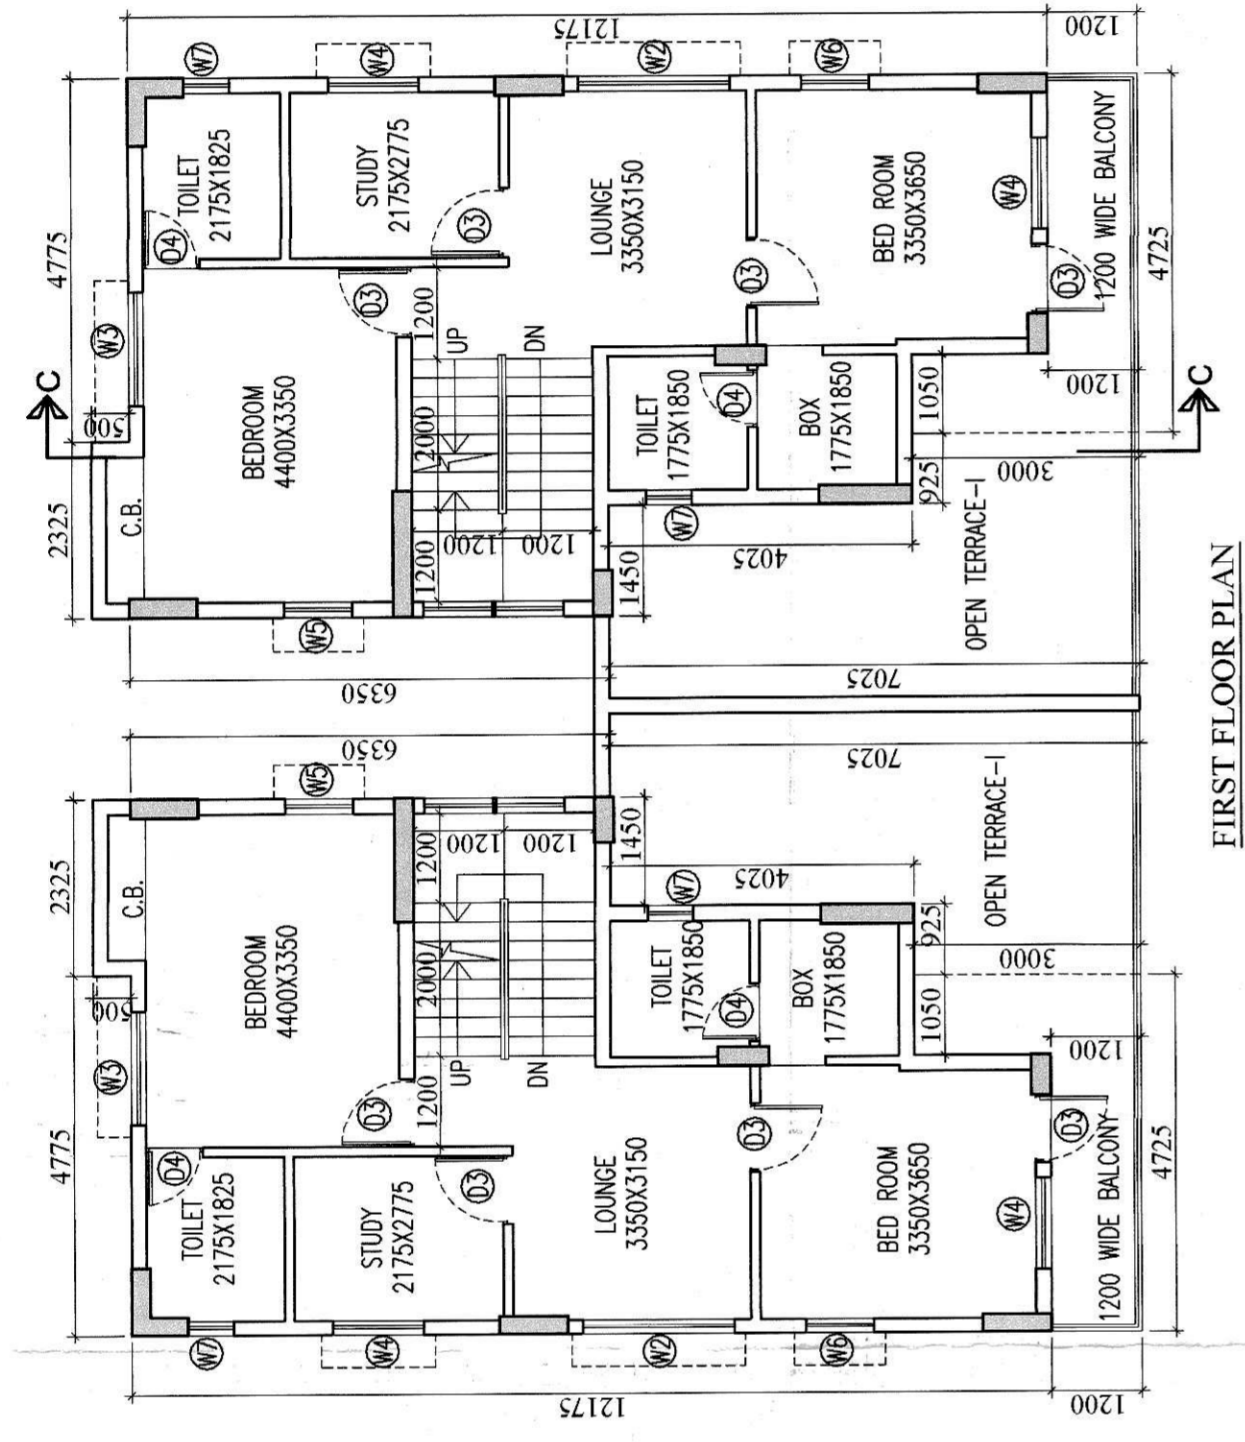 4775
2325
2325
4775
C
W3
500
500
W3
C.B.
C.B.
D4
D4
W7
TOILET
2175X1825
TOILET
2175X1825
W7
BEDROOM
4400X3350
W5
W5
BEDROOM
4400X3350
6350
6350
W4
STUDY
2175X2775
D3
D3
STUDY
2175X2775
W4
1200
2000
1200
1200
2000
1200
D3
UP
1200
1200
UP
D3
DN
1200
1200
DN
12175
12175
W2
LOUNGE
3350X3150
1450
1450
LOUNGE
3350X3150
W2
TOILET
1775X1850
W7
W7
TOILET
1775X1850
D3
D4
4025
4025
D4
D3
BOX
1775X1850
BOX
1775X1850
W6
BED ROOM
3350X3650
7025
7025
BED ROOM
3350X3650
W6
1050
925
925
1050
W4
OPEN TERRACE-I
OPEN TERRACE-I
W4
3000
3000
D3
D3
1200
1200 WIDE BALCONY
1200
1200
1200 WIDE BALCONY
1200
4725
4725
C
FIRST FLOOR PLAN